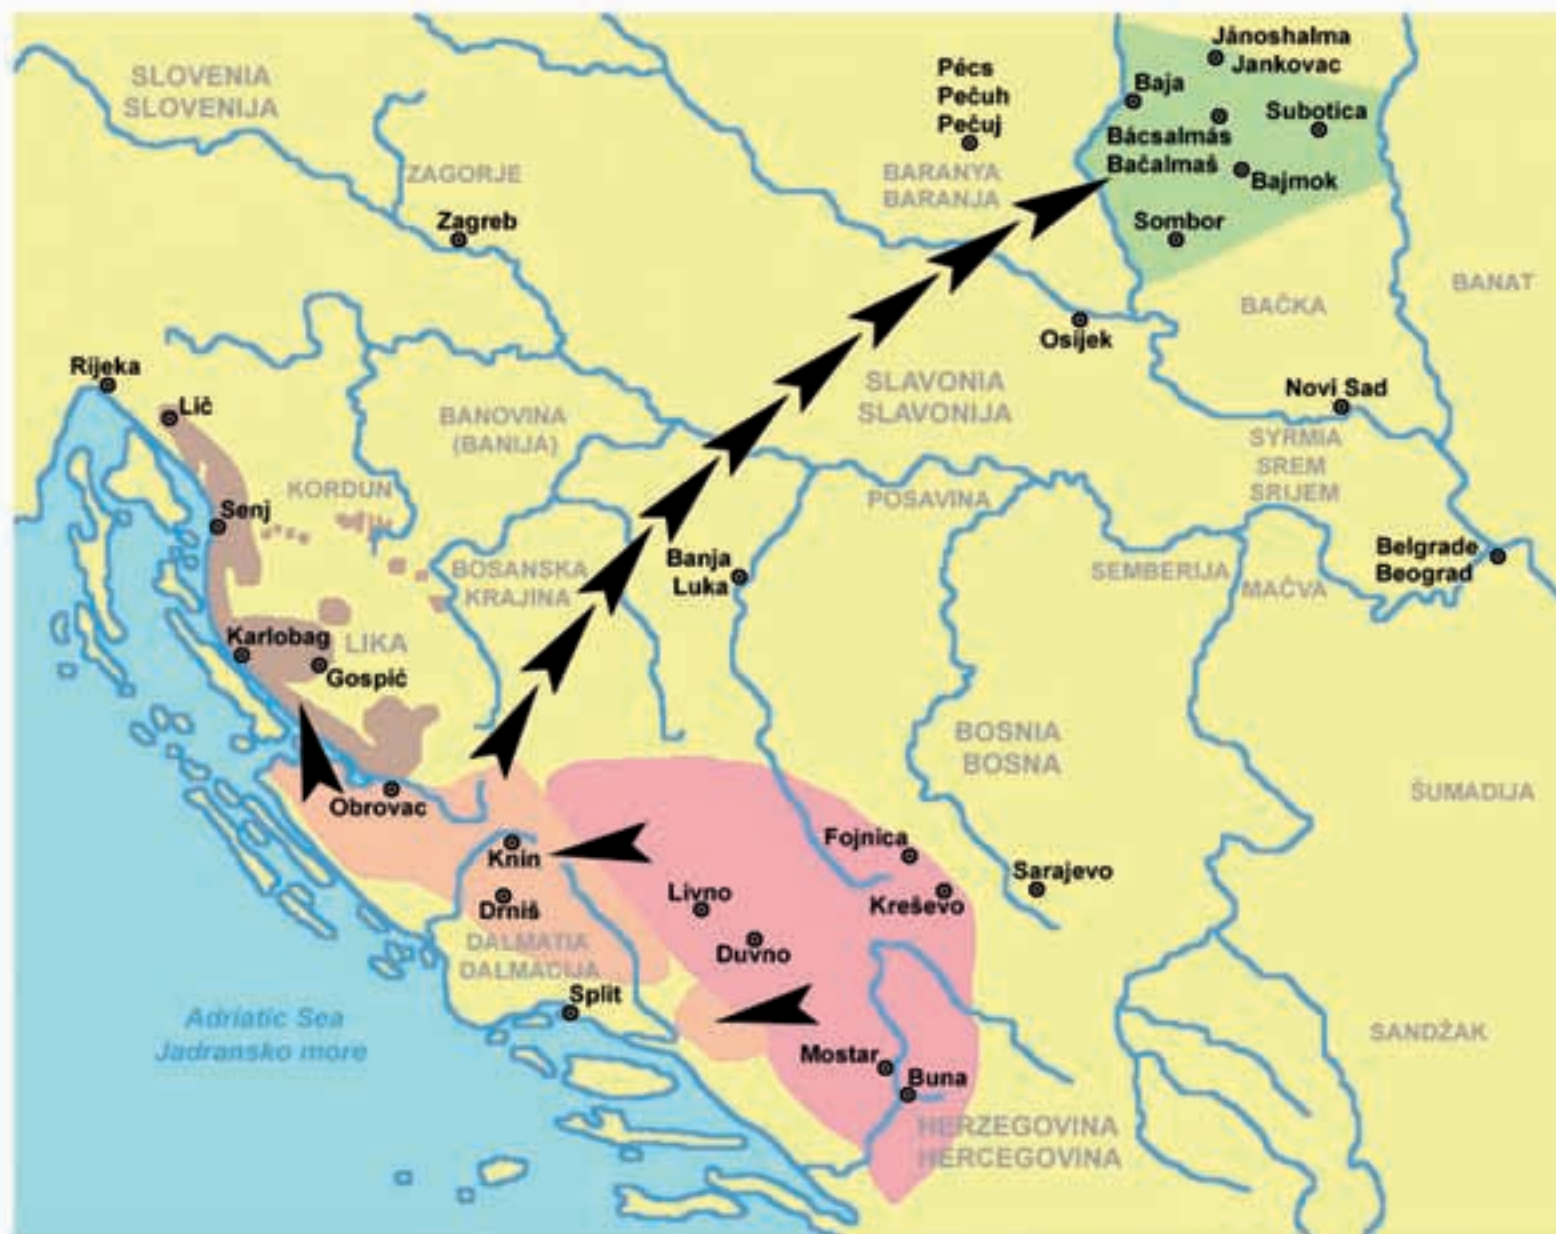 SLOVENIA
SLOVENIJA
Pécs
Pečuh
Pečuj
Jánoshalma
Jankovac
Baja
Subotica
Bácsalmás
Bačalmaš
Bajmok
Sombor
BARANYA
BARANJA
ZAGORJE
Zagreb
BANAT
BAČKA
Osijek
Rijeka
Lič
SLAVONIA
SLAVONIJA
Novi Sad
BANOVINA
(BANIJA)
SYRMIA
SREM
SRIJEM
KORDUN
POSAVINA
Senj
Banja
Luka
Belgrade
Beograd
BOSANSKA
KRAJINA
SEMBERIJA
MAČVA
Karlobag
LIKA
Gospić
BOSNIA
BOSNA
ŠUMADIJA
Obrovac
Knin
Fojnica
Sarajevo
Livno
Kreševo
Drniš
DALMATIA
DALMACIJA
Duvno
Split
Adriatic Sea
Jadransko more
SANDŽAK
Mostar
Buna
HERZEGOVINA
HERCEGOVINA